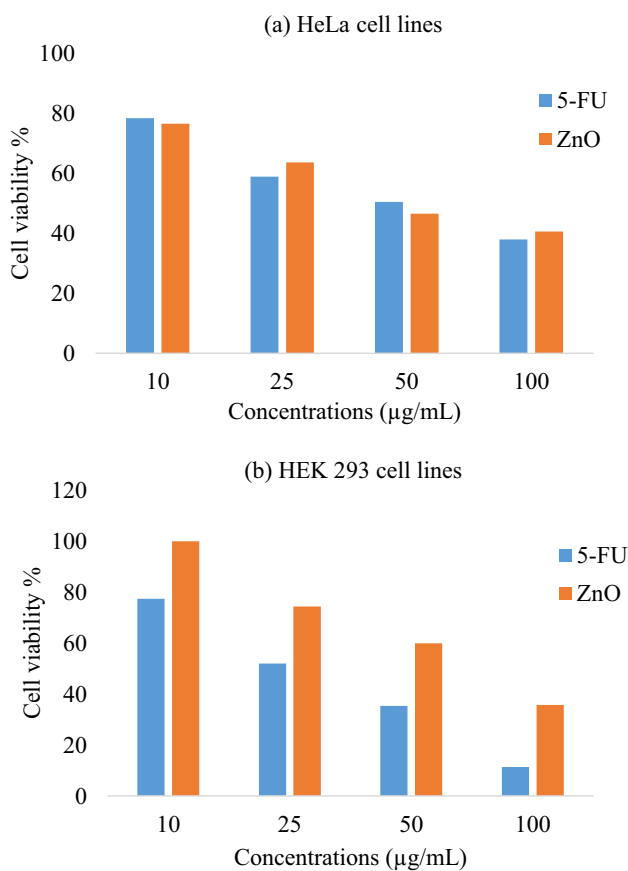 (a) HeLa cell lines
100
80
60
40
20
0
Cell viability %
5-FU
ZnO
10 25 50 100
Concentrations (µg/mL)
(b) HEK 293 cell lines
120
100
80
60
40
20
0
Cell viability %
5-FU
ZnO
10 25 50 100
Concentrations (µg/mL)